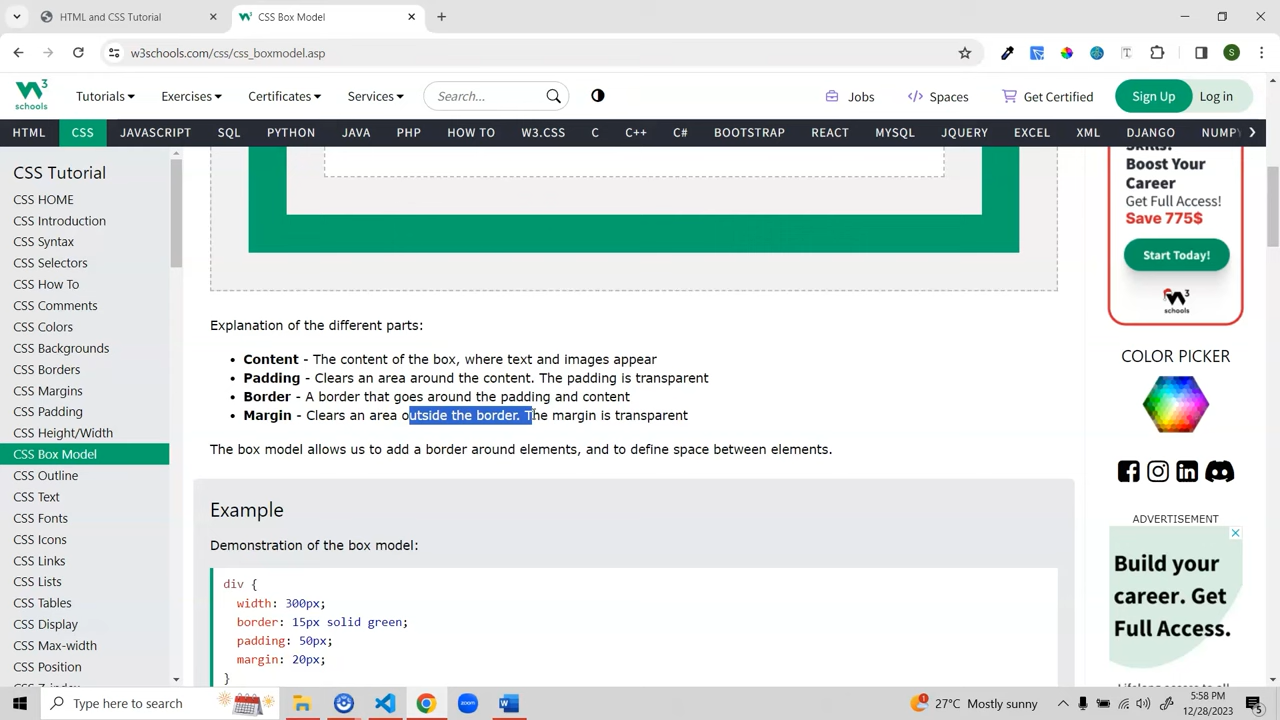 HTML and CSS Tutorial
CSS Box Model
w3schools.com/css/css_boxmodel.asp
S
W3
schools
Tutorials
Exercises
Certificates
Services
Search...
Jobs
Spaces
Get Certified
Sign Up
Log in
HTML CSS JAVASCRIPT SQL PYTHON JAVA PHP HOW TO W3.CSS C C++ C# BOOTSTRAP REACT MYSQL JQUERY EXCEL XML DJANGO NUMPY
CSS Tutorial
CSS HOME
CSS Introduction
CSS Syntax
CSS Selectors
CSS How To
CSS Comments
CSS Colors
CSS Backgrounds
CSS Borders
CSS Margins
CSS Padding
CSS Height/Width
CSS Box Model
CSS Outline
CSS Text
CSS Fonts
CSS Icons
CSS Links
CSS Lists
CSS Tables
CSS Display
CSS Max-width
CSS Position
Explanation of the different parts:
Content - The content of the box, where text and images appear
Padding - Clears an area around the content. The padding is transparent
Border - A border that goes around the padding and content
Margin - Clears an area outside the border. The margin is transparent
The box model allows us to add a border around elements, and to define space between elements.
Example
Demonstration of the box model:
div {
width: 300px;
border: 15px solid green;
padding: 50px;
margin: 20px;
}
Skills!
Boost Your
Career
Get Full Access!
Save 775$
Start Today!
W3
schools
COLOR PICKER
ADVERTISEMENT
Build your
career. Get
Full Access.
Type here to search
zoom
27°C Mostly sunny
5:58 PM
12/28/2023
5